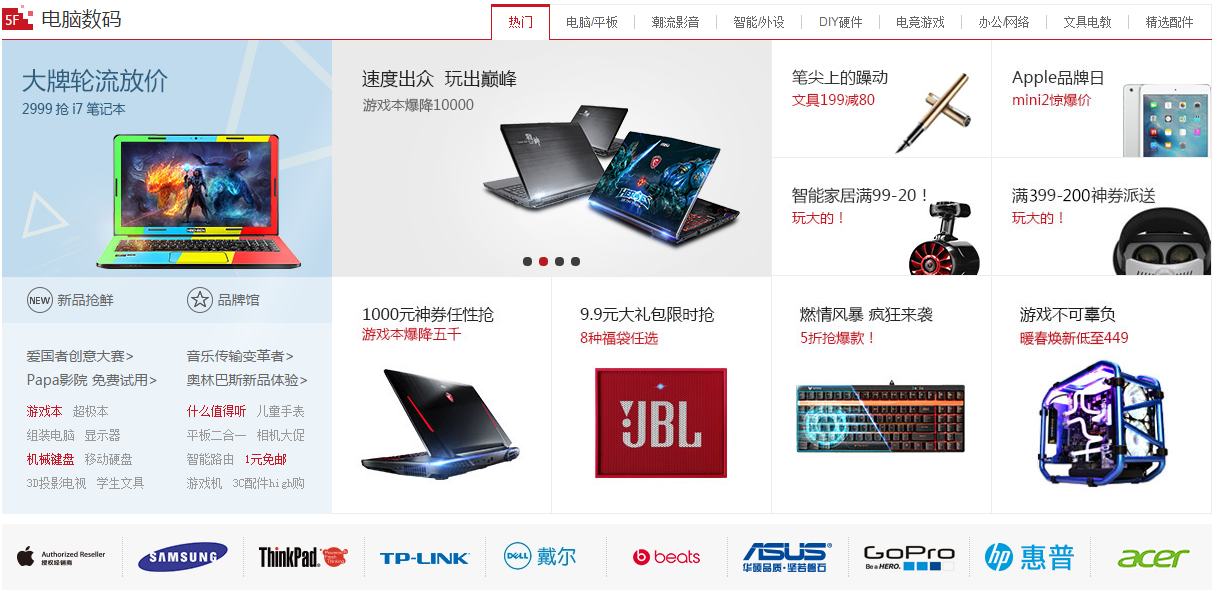 5F 电脑数码
热门 电脑/平板 潮流影音 智能/外设 DIY硬件 电竞游戏 办公/网络 文具电教 精选配件
大牌轮流放价
2999 抢 i7 笔记本
速度出众 玩出巅峰
游戏本爆降10000
HEROES
笔尖上的躁动
文具199减80
Apple品牌日
mini2惊爆价
智能家居满99-20！
玩大的！
满399-200神券派送
玩大的！
NEW 新品抢鲜
品牌馆
爱国者创意大赛>
音乐传输变革者>
Papa影院 免费试用>
奥林巴斯新品体验>
游戏本 超极本
什么值得听 儿童手表
组装电脑 显示器
平板二合一 相机大促
机械键盘 移动硬盘
智能路由 1元免邮
3D投影电视 学生文具
游戏机 3C配件high购
1000元神券任性抢
游戏本爆降五千
9.9元大礼包限时抢
8种福袋任选
JBL
燃情风暴 疯狂来袭
5折抢爆款！
游戏不可辜负
暖春焕新低至449
Authorized Reseller
授权经销商
SAMSUNG
ThinkPad
TP-LINK
DELL 戴尔
beats
ASUS
华硕品质·坚若磐石
GoPro
Be a HERO.
hp 惠普
acer